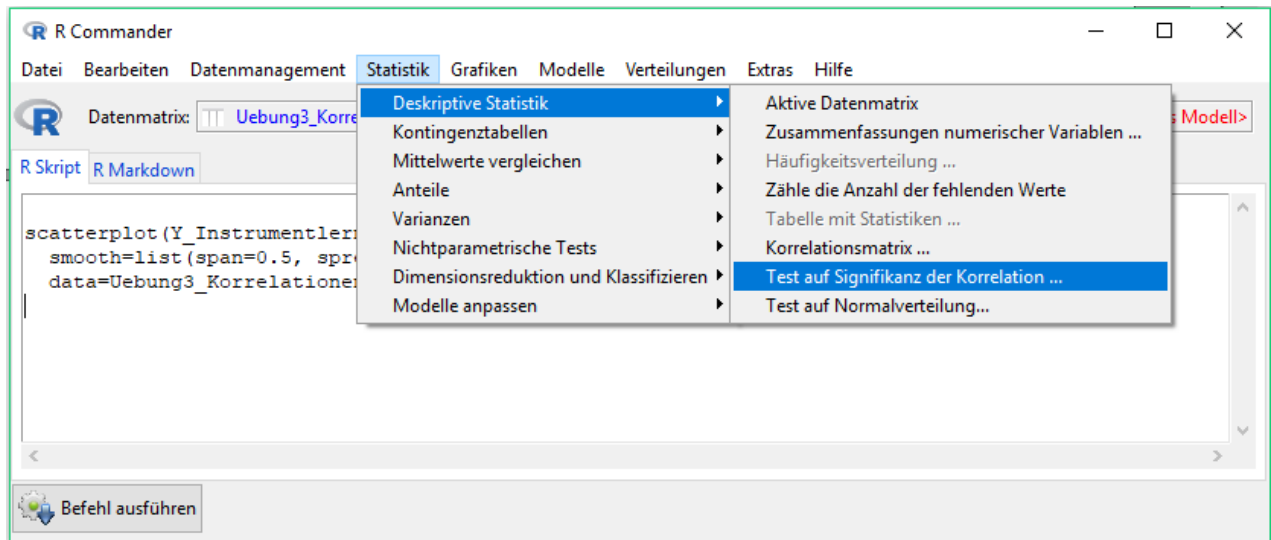 R R Commander
Datei Bearbeiten Datenmanagement Statistik Grafiken Modelle Verteilungen Extras Hilfe
R Datenmatrix: Uebung3_Korre
Modell>
R Skript R Markdown
Deskriptive Statistik
Kontingenztabellen
Mittelwerte vergleichen
Anteile
Varianzen
Nichtparametrische Tests
Dimensionsreduktion und Klassifizieren
Modelle anpassen
Aktive Datenmatrix
Zusammenfassungen numerischer Variablen ...
Häufigkeitsverteilung ...
Zähle die Anzahl der fehlenden Werte
Tabelle mit Statistiken ...
Korrelationsmatrix ...
Test auf Signifikanz der Korrelation ...
Test auf Normalverteilung...
scatterplot(Y_Instrumentler
smooth=list(span=0.5, spr
data=Uebung3_Korrelatione
Befehl ausführen